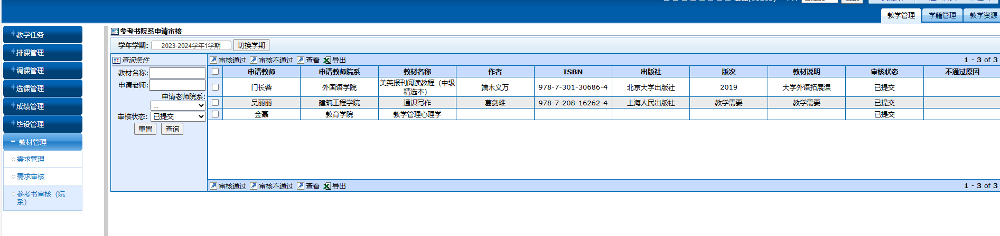 教学管理 学籍管理 教学资源
教学任务
排课管理
调课管理
选课管理
成绩管理
毕设管理
教材管理
需求管理
需求审核
参考书审核（院
系）
参考书院系申请审核
学年学期: 2023-2024学年1学期 切换学期
查询条件
教材名称:
申请老师:
申请老师院系:
...
审核状态: 已提交
重置 查询
审核通过 审核不通过 查看 导出 1 - 3 of 3
申请教师 申请教师院系 教材名称 作者 ISBN 出版社 版次 教材说明 审核状态 不通过原因
门长蓉 外国语学院 美英报刊阅读教程（中级精选本） 端木义万 978-7-301-30686-4 北京大学出版社 2019 大学外语拓展课 已提交
吴丽丽 建筑工程学院 通识写作 葛剑雄 978-7-208-16262-4 上海人民出版社 教学需要 教学需要 已提交
金磊 教育学院 教学管理心理学 已提交
审核通过 审核不通过 查看 导出 1 - 3 of 3